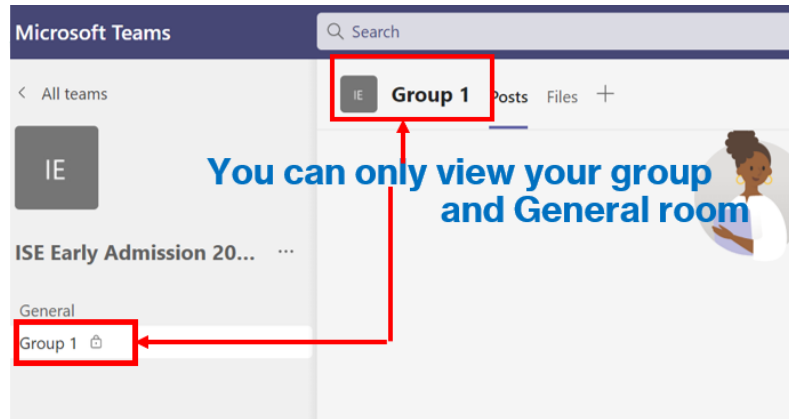 Microsoft Teams
Search
All teams
IE
Group 1
Posts
Files
IE
You can only view your group
and General room
ISE Early Admission 20...
General
Group 1